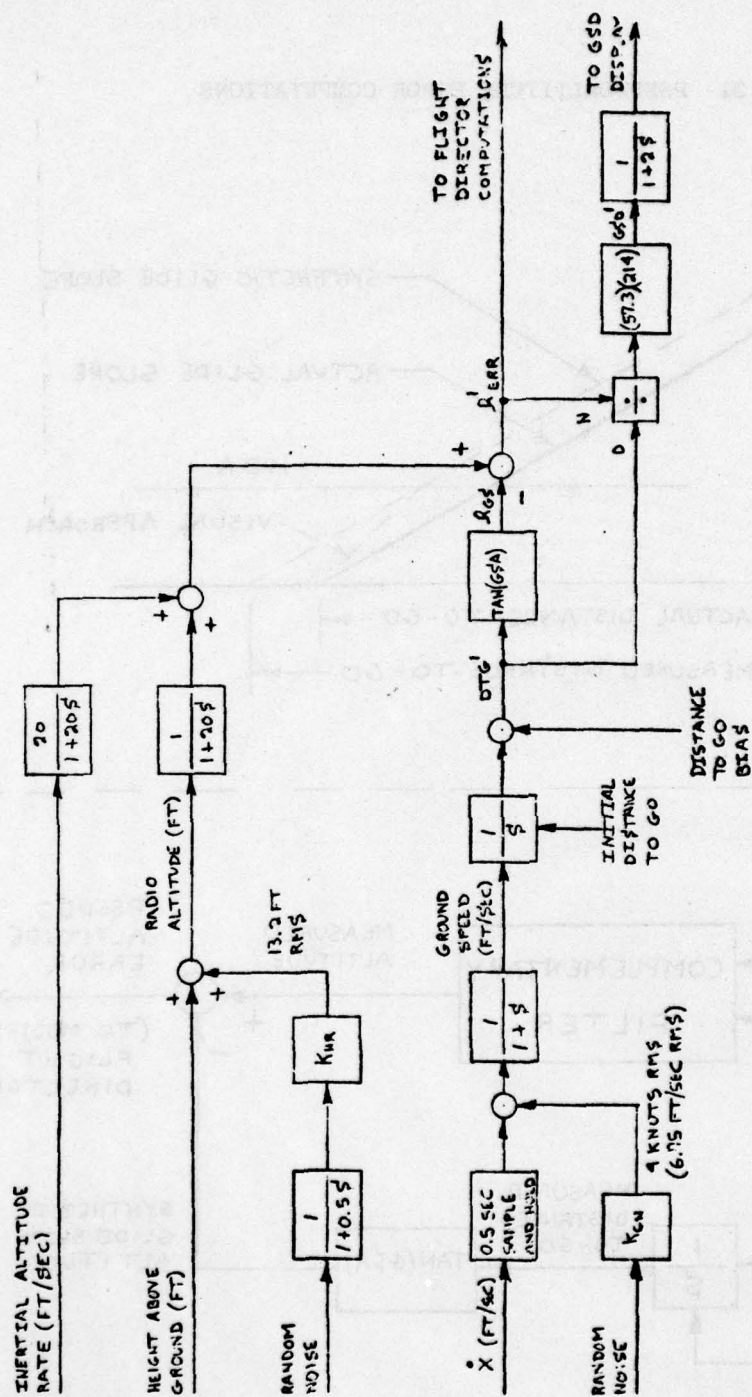 INERTIAL ALTITUDE
RATE (FT/SEC)
20
1+20S
HEIGHT ABOVE
GROUND (FT)
+
+
RADIO
ALTITUDE (FT)
1
1+20S
+
+
RANDOM
NOISE
1
1+0.5S
KHR
13.2 FT
RMS
ẋ (FT/SEC)
0.5 SEC
SAMPLE
AND HOLD
1
1+S
GROUND
SPEED
(FT/SEC)
1
S
INITIAL
DISTANCE
TO GO
DTG'
TAN(GSA)
hGS
+
-
h'ERR
TO FLIGHT
DIRECTOR
COMPUTATIONS
RANDOM
NOISE
4 KNOTS RMS
(6.75 FT/SEC RMS)
DISTANCE
TO GO
BIAS
N
D
÷
(57.3)(214)
GSD'
1
1+2S
TO GSD
DISPLAY
SYNTHETIC GLIDE SLOPE
ACTUAL GLIDE SLOPE
VISUAL APPROACH
ACTUAL DISTANCE-TO-GO
MEASURED DISTANCE-TO-GO
COMPLEMENTARY
FILTER